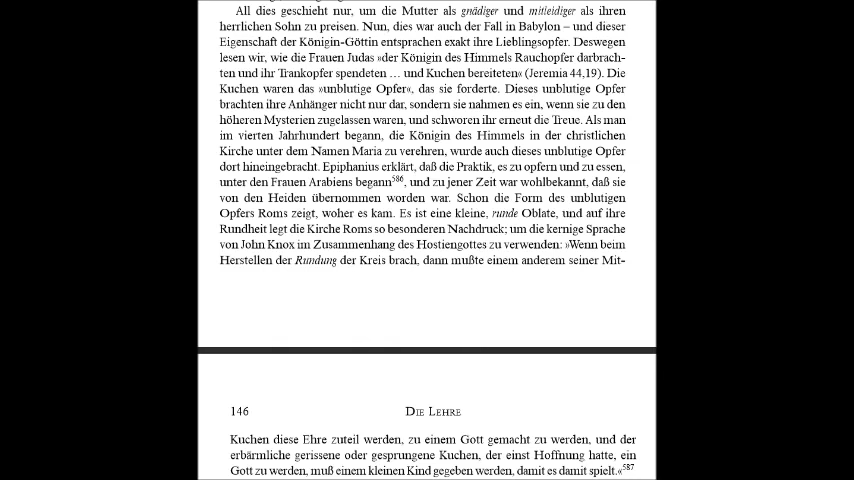 All dies geschieht nur, um die Mutter als gnädiger und mitleidiger als ihren
herrlichen Sohn zu preisen. Nun, dies war auch der Fall in Babylon – und dieser
Eigenschaft der Königin-Göttin entsprachen exakt ihre Lieblingsopfer. Deswegen
lesen wir, wie die Frauen Judas »der Königin des Himmels Rauchopfer darbrach-
ten und ihr Trankopfer spendeten … und Kuchen bereiteten« (Jeremia 44,19). Die
Kuchen waren das »unblutige Opfer«, das sie forderte. Dieses unblutige Opfer
brachten ihre Anhänger nicht nur dar, sondern sie nahmen es ein, wenn sie zu den
höheren Mysterien zugelassen waren, und schworen ihr erneut die Treue. Als man
im vierten Jahrhundert begann, die Königin des Himmels in der christlichen
Kirche unter dem Namen Maria zu verehren, wurde auch dieses unblutige Opfer
dort hineingebracht. Epiphanius erklärt, daß die Praktik, es zu opfern und zu essen,
unter den Frauen Arabiens begann586, und zu jener Zeit war wohlbekannt, daß sie
von den Heiden übernommen worden war. Schon die Form des unblutigen
Opfers Roms zeigt, woher es kam. Es ist eine kleine, runde Oblate, und auf ihre
Rundheit legt die Kirche Roms so besonderen Nachdruck; um die kernige Sprache
von John Knox im Zusammenhang des Hostiengottes zu verwenden: »Wenn beim
Herstellen der Rundung der Kreis brach, dann mußte einem anderem seiner Mit-
146 DIE LEHRE
Kuchen diese Ehre zuteil werden, zu einem Gott gemacht zu werden, und der
erbärmliche gerissene oder gesprungene Kuchen, der einst Hoffnung hatte, ein
Gott zu werden, muß einem kleinen Kind gegeben werden, damit es damit spielt.«587